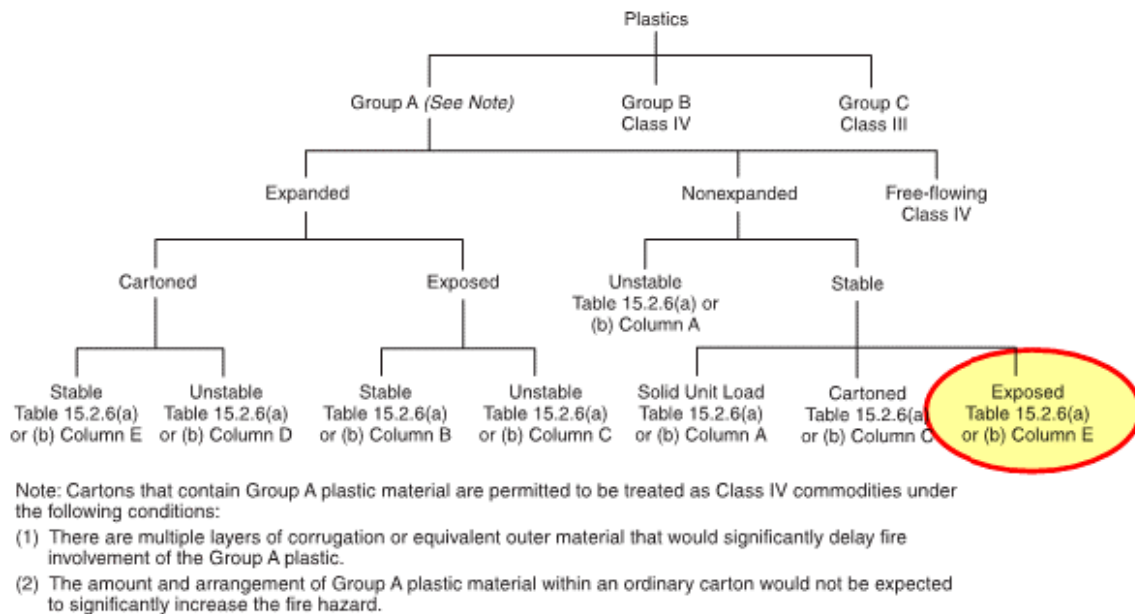 Plastics
Group A (See Note)
Group B
Class IV
Group C
Class III
Expanded
Nonexpanded
Free-flowing
Class IV
Cartoned
Exposed
Unstable
Table 15.2.6(a) or
(b) Column A
Stable
Stable
Table 15.2.6(a)
or (b) Column E
Unstable
Table 15.2.6(a)
or (b) Column D
Stable
Table 15.2.6(a)
or (b) Column B
Unstable
Table 15.2.6(a)
or (b) Column C
Solid Unit Load
Table 15.2.6(a)
or (b) Column A
Cartoned
Table 15.2.6(a)
or (b) Column C
Exposed
Table 15.2.6(a)
or (b) Column E
Note: Cartons that contain Group A plastic material are permitted to be treated as Class IV commodities under
the following conditions:
(1) There are multiple layers of corrugation or equivalent outer material that would significantly delay fire
involvement of the Group A plastic.
(2) The amount and arrangement of Group A plastic material within an ordinary carton would not be expected
to significantly increase the fire hazard.